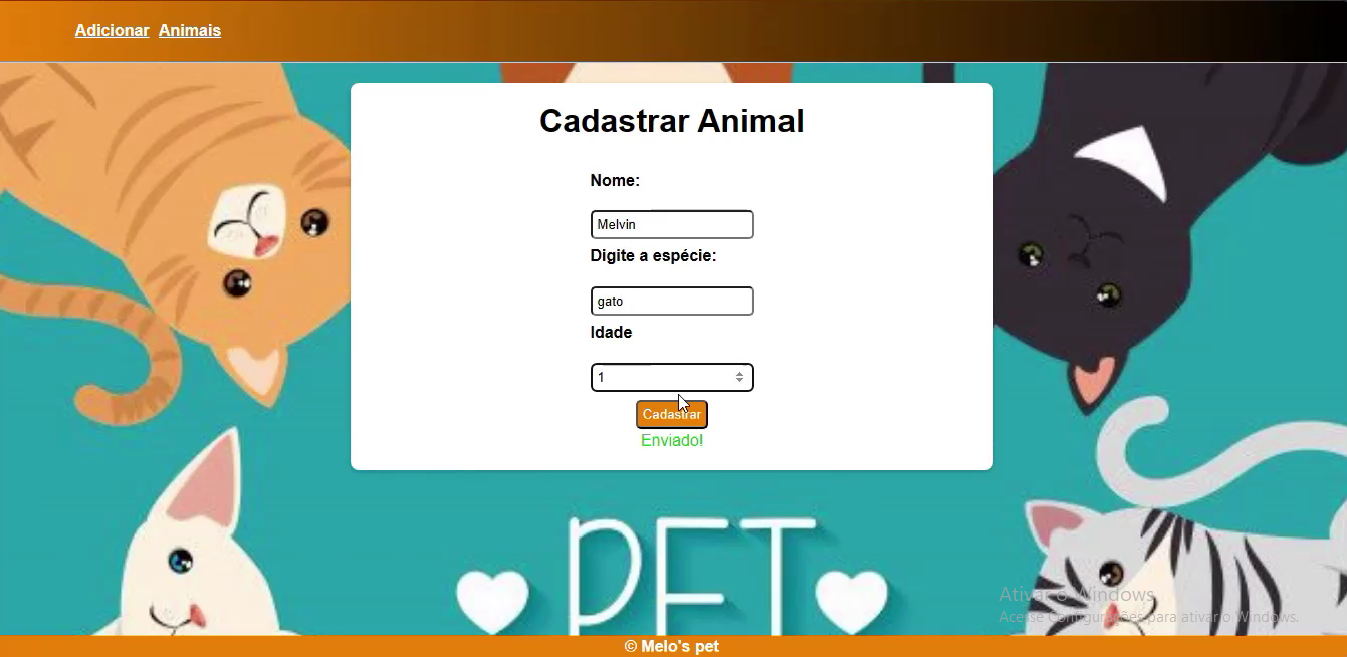 Adicionar Animais
Cadastrar Animal
Nome:
Melvin
Digite a espécie:
gato
Idade
1
Cadastrar
Enviado!
PET
Ativar o Windows
Acesse Configurações para ativar o Windows.
© Melo's pet